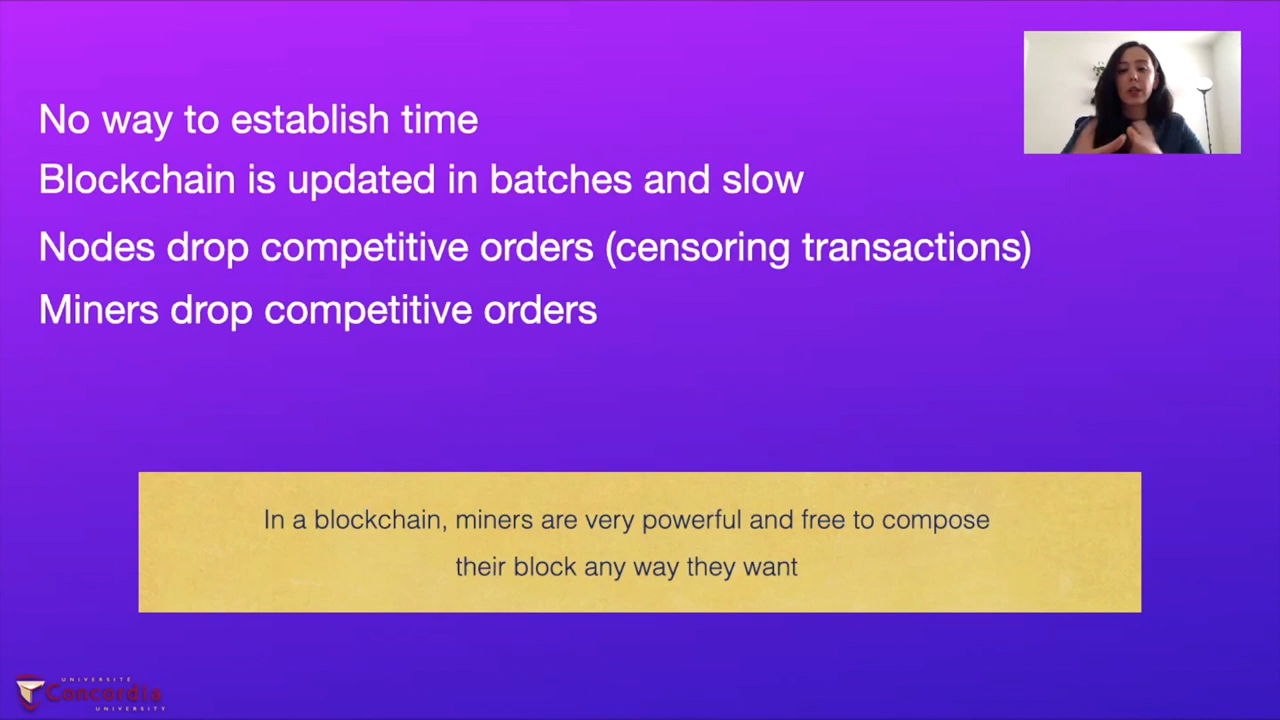 No way to establish time
Blockchain is updated in batches and slow
Nodes drop competitive orders (censoring transactions)
Miners drop competitive orders
In a blockchain, miners are very powerful and free to compose
their block any way they want
UNIVERSITÉ
Concordia
UNIVERSITY